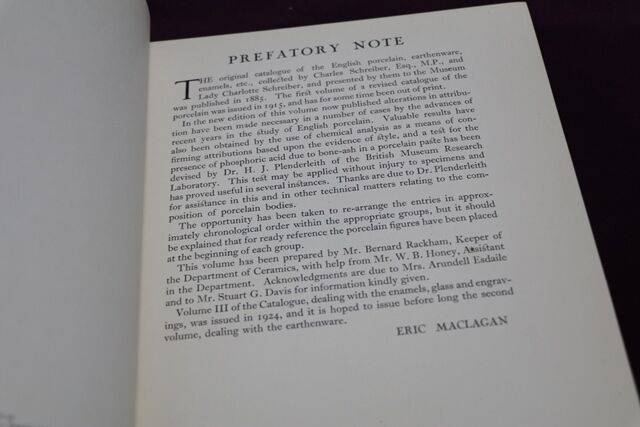 PREFATORY NOTE
THE original catalogue of the English porcelain, earthenware,
enamels, etc., collected by Charles Schreiber, Esq., M.P., and
Lady Charlotte Schreiber, and presented by them to the Museum
was published in 1885. The first volume of a revised catalogue of the
porcelain was issued in 1915, and has for some time been out of print.
In the new edition of this volume now published alterations in attribu-
tion have been made necessary in a number of cases by the advances of
recent years in the study of English porcelain. Valuable results have
also been obtained by the use of chemical analysis as a means of con-
firming attributions based upon the evidence of style, and a test for the
presence of phosphoric acid due to bone-ash in a porcelain paste has been
devised by Dr. H. J. Plenderleith of the British Museum Research
Laboratory. This test may be applied without injury to specimens and
has proved useful in several instances. Thanks are due to Dr. Plenderleith
for assistance in this and in other technical matters relating to the com-
position of porcelain bodies.
The opportunity has been taken to re-arrange the entries in approx-
imately chronological order within the appropriate groups, but it should
be explained that for ready reference the porcelain figures have been placed
at the beginning of each group.
This volume has been prepared by Mr. Bernard Rackham, Keeper of
the Department of Ceramics, with help from Mr. W. B. Honey, Assistant
in the Department. Acknowledgments are due to Mrs. Arundell Esdaile
and to Mr. Stuart G. Davis for information kindly given.
Volume III of the Catalogue, dealing with the enamels, glass and engrav-
ings, was issued in 1924, and it is hoped to issue before long the second
volume, dealing with the earthenware.
ERIC MACLAGAN